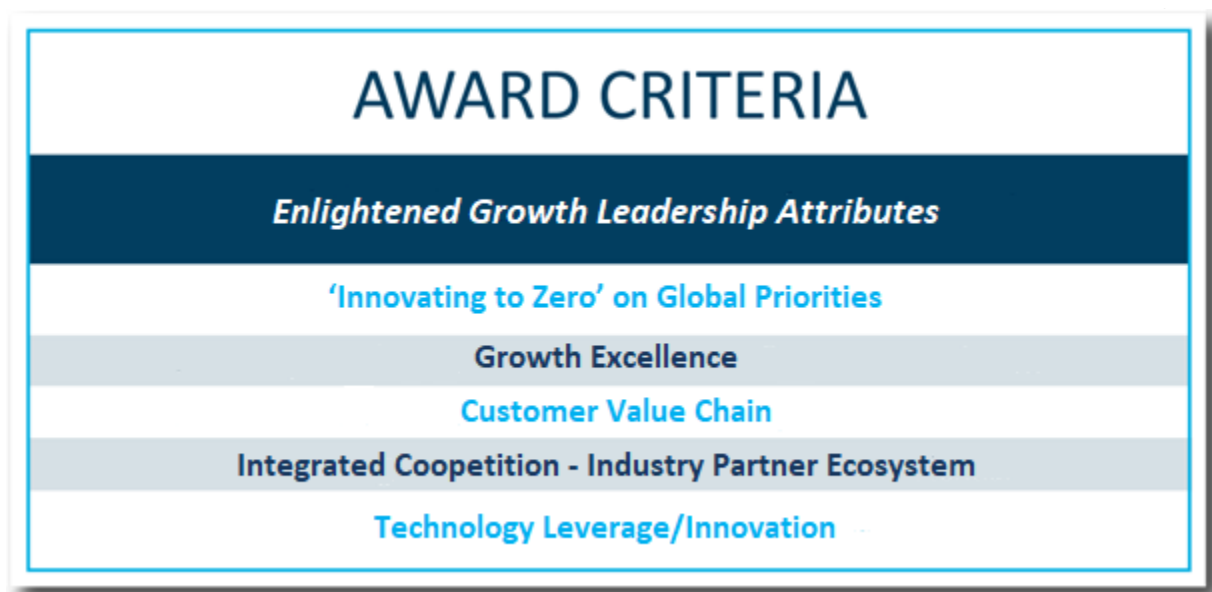 AWARD CRITERIA
Enlightened Growth Leadership Attributes
‘Innovating to Zero’ on Global Priorities
Growth Excellence
Customer Value Chain
Integrated Coopetition - Industry Partner Ecosystem
Technology Leverage/Innovation